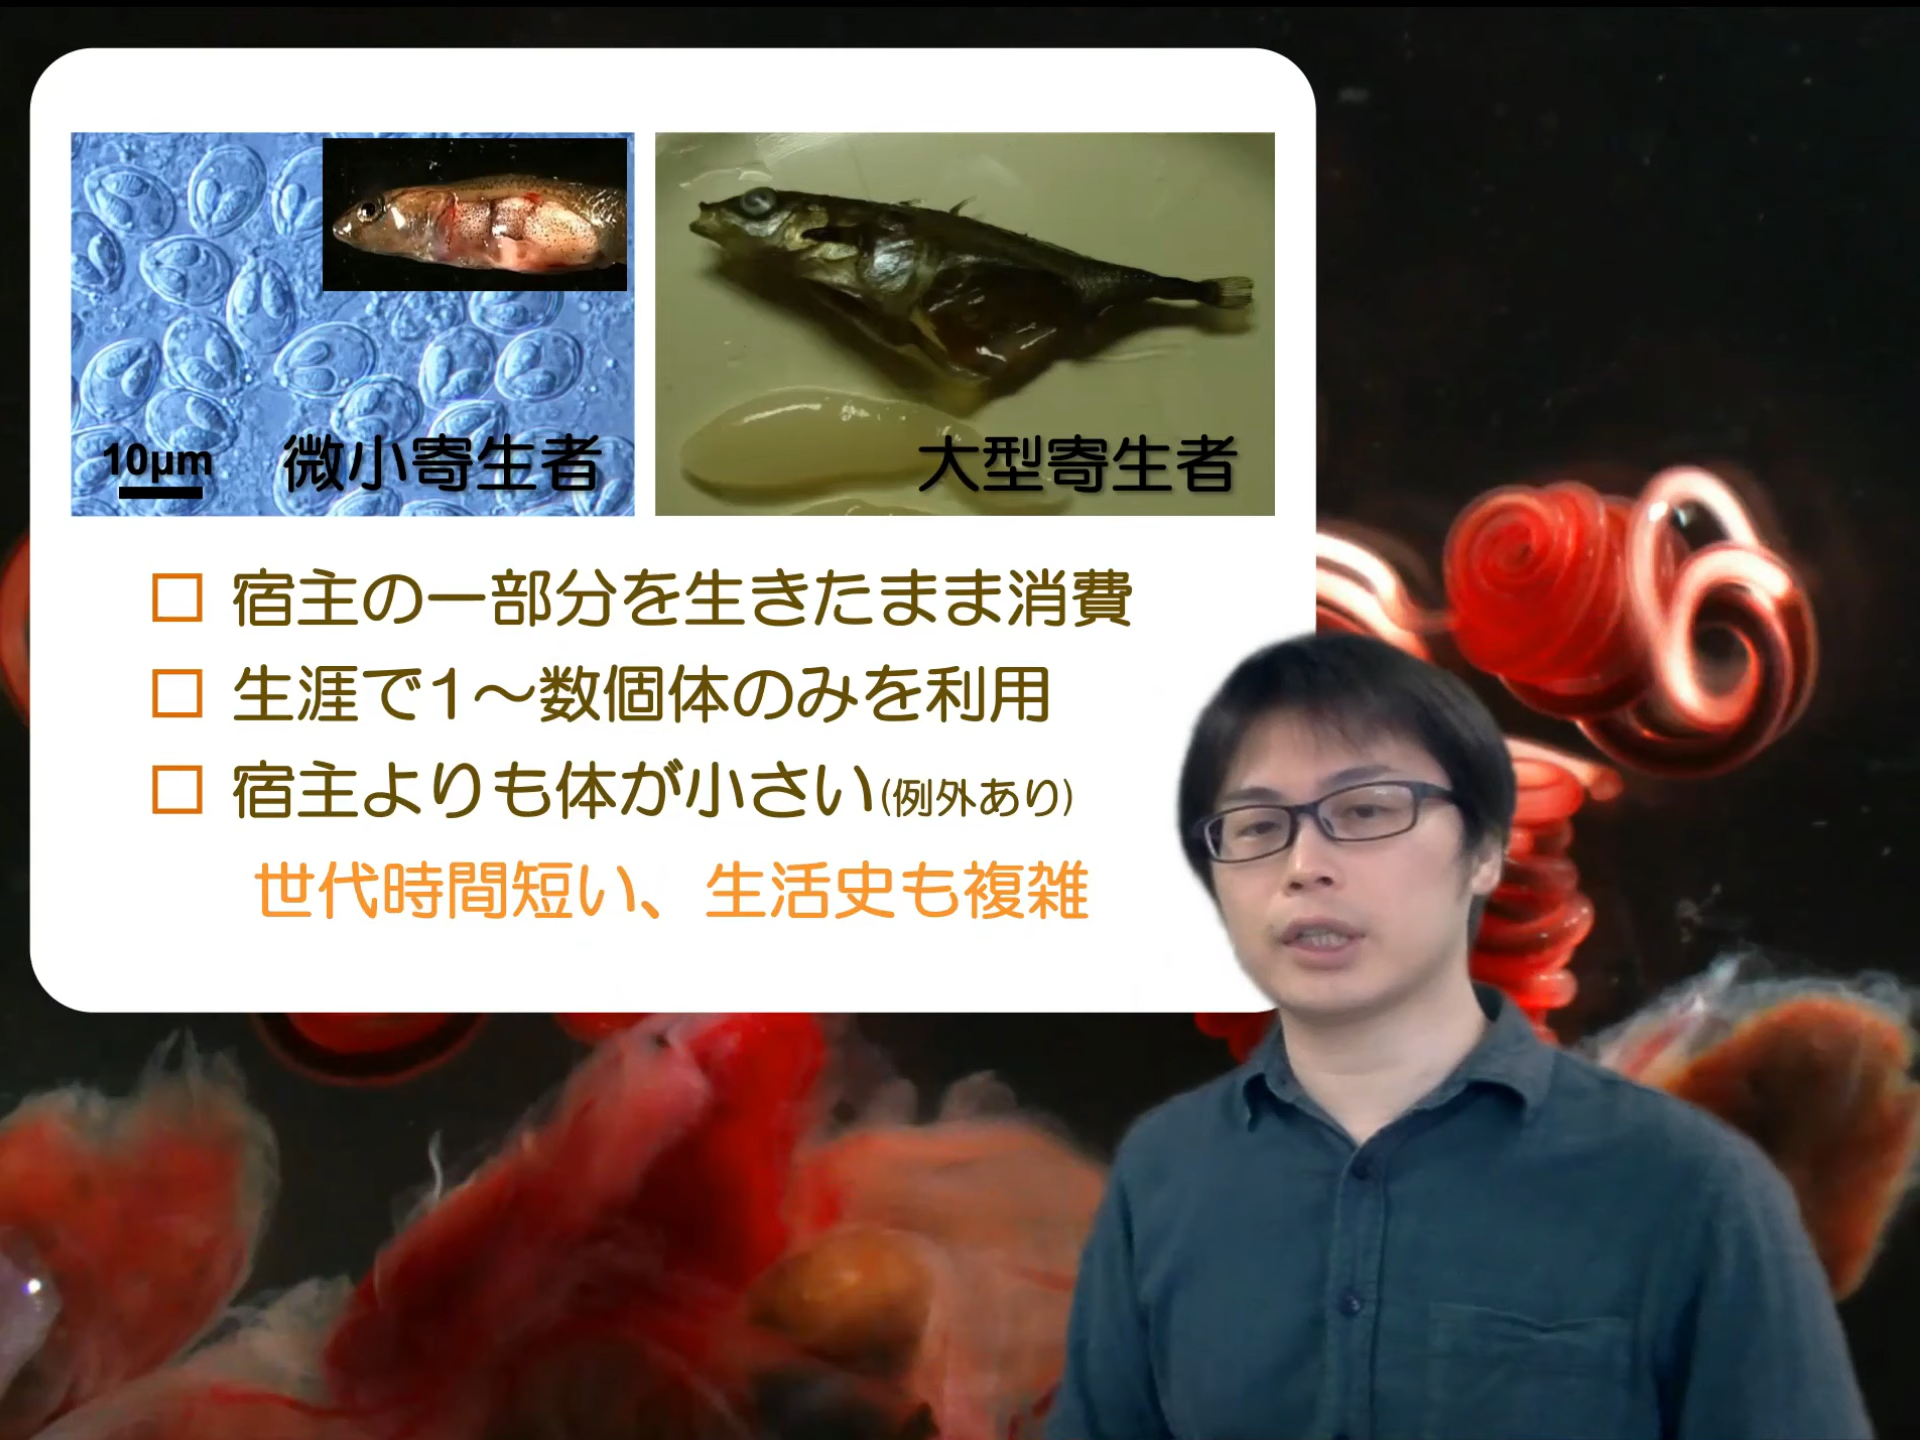 10μm
微小寄生者
大型寄生者
宿主の一部分を生きたまま消費
生涯で1～数個体のみを利用
宿主よりも体が小さい(例外あり)
世代時間短い、生活史も複雑